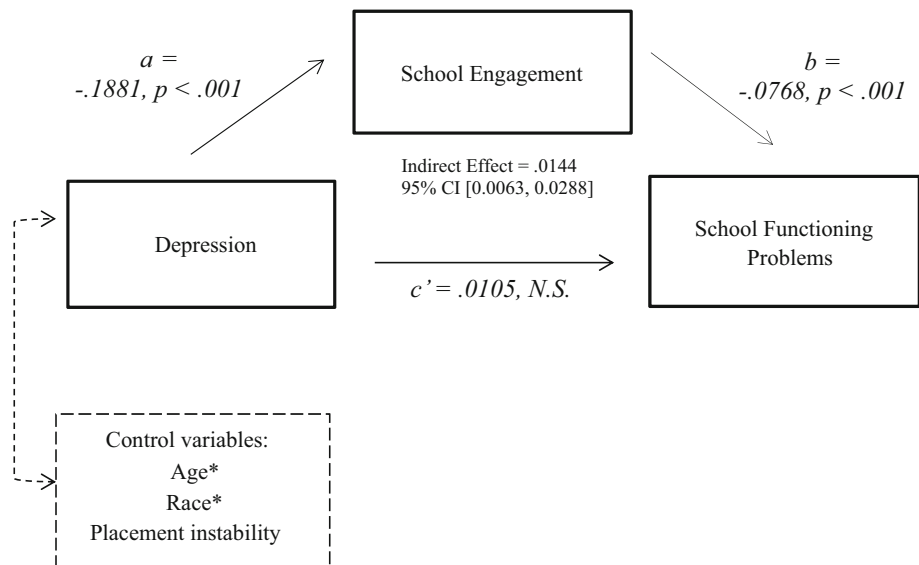 a =
-.1881, p < .001
School Engagement
b =
-.0768, p < .001
Indirect Effect = .0144
95% CI [0.0063, 0.0288]
Depression
School Functioning
Problems
c’ = .0105, N.S.
Control variables:
Age*
Race*
Placement instability